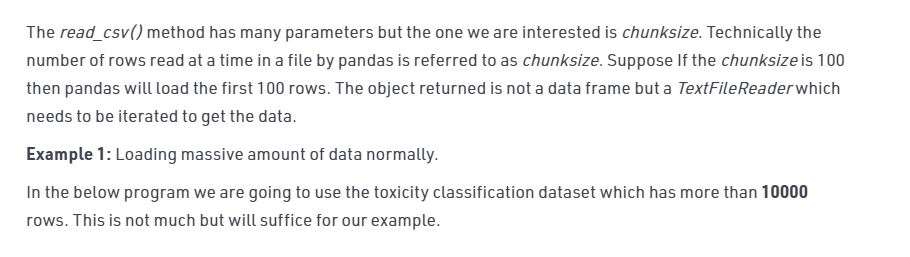 The read_csv() method has many parameters but the one we are interested is chunksize. Technically the
number of rows read at a time in a file by pandas is referred to as chunksize. Suppose If the chunksize is 100
then pandas will load the first 100 rows. The object returned is not a data frame but a TextFileReader which
needs to be iterated to get the data.
Example 1: Loading massive amount of data normally.
In the below program we are going to use the toxicity classification dataset which has more than 10000
rows. This is not much but will suffice for our example.